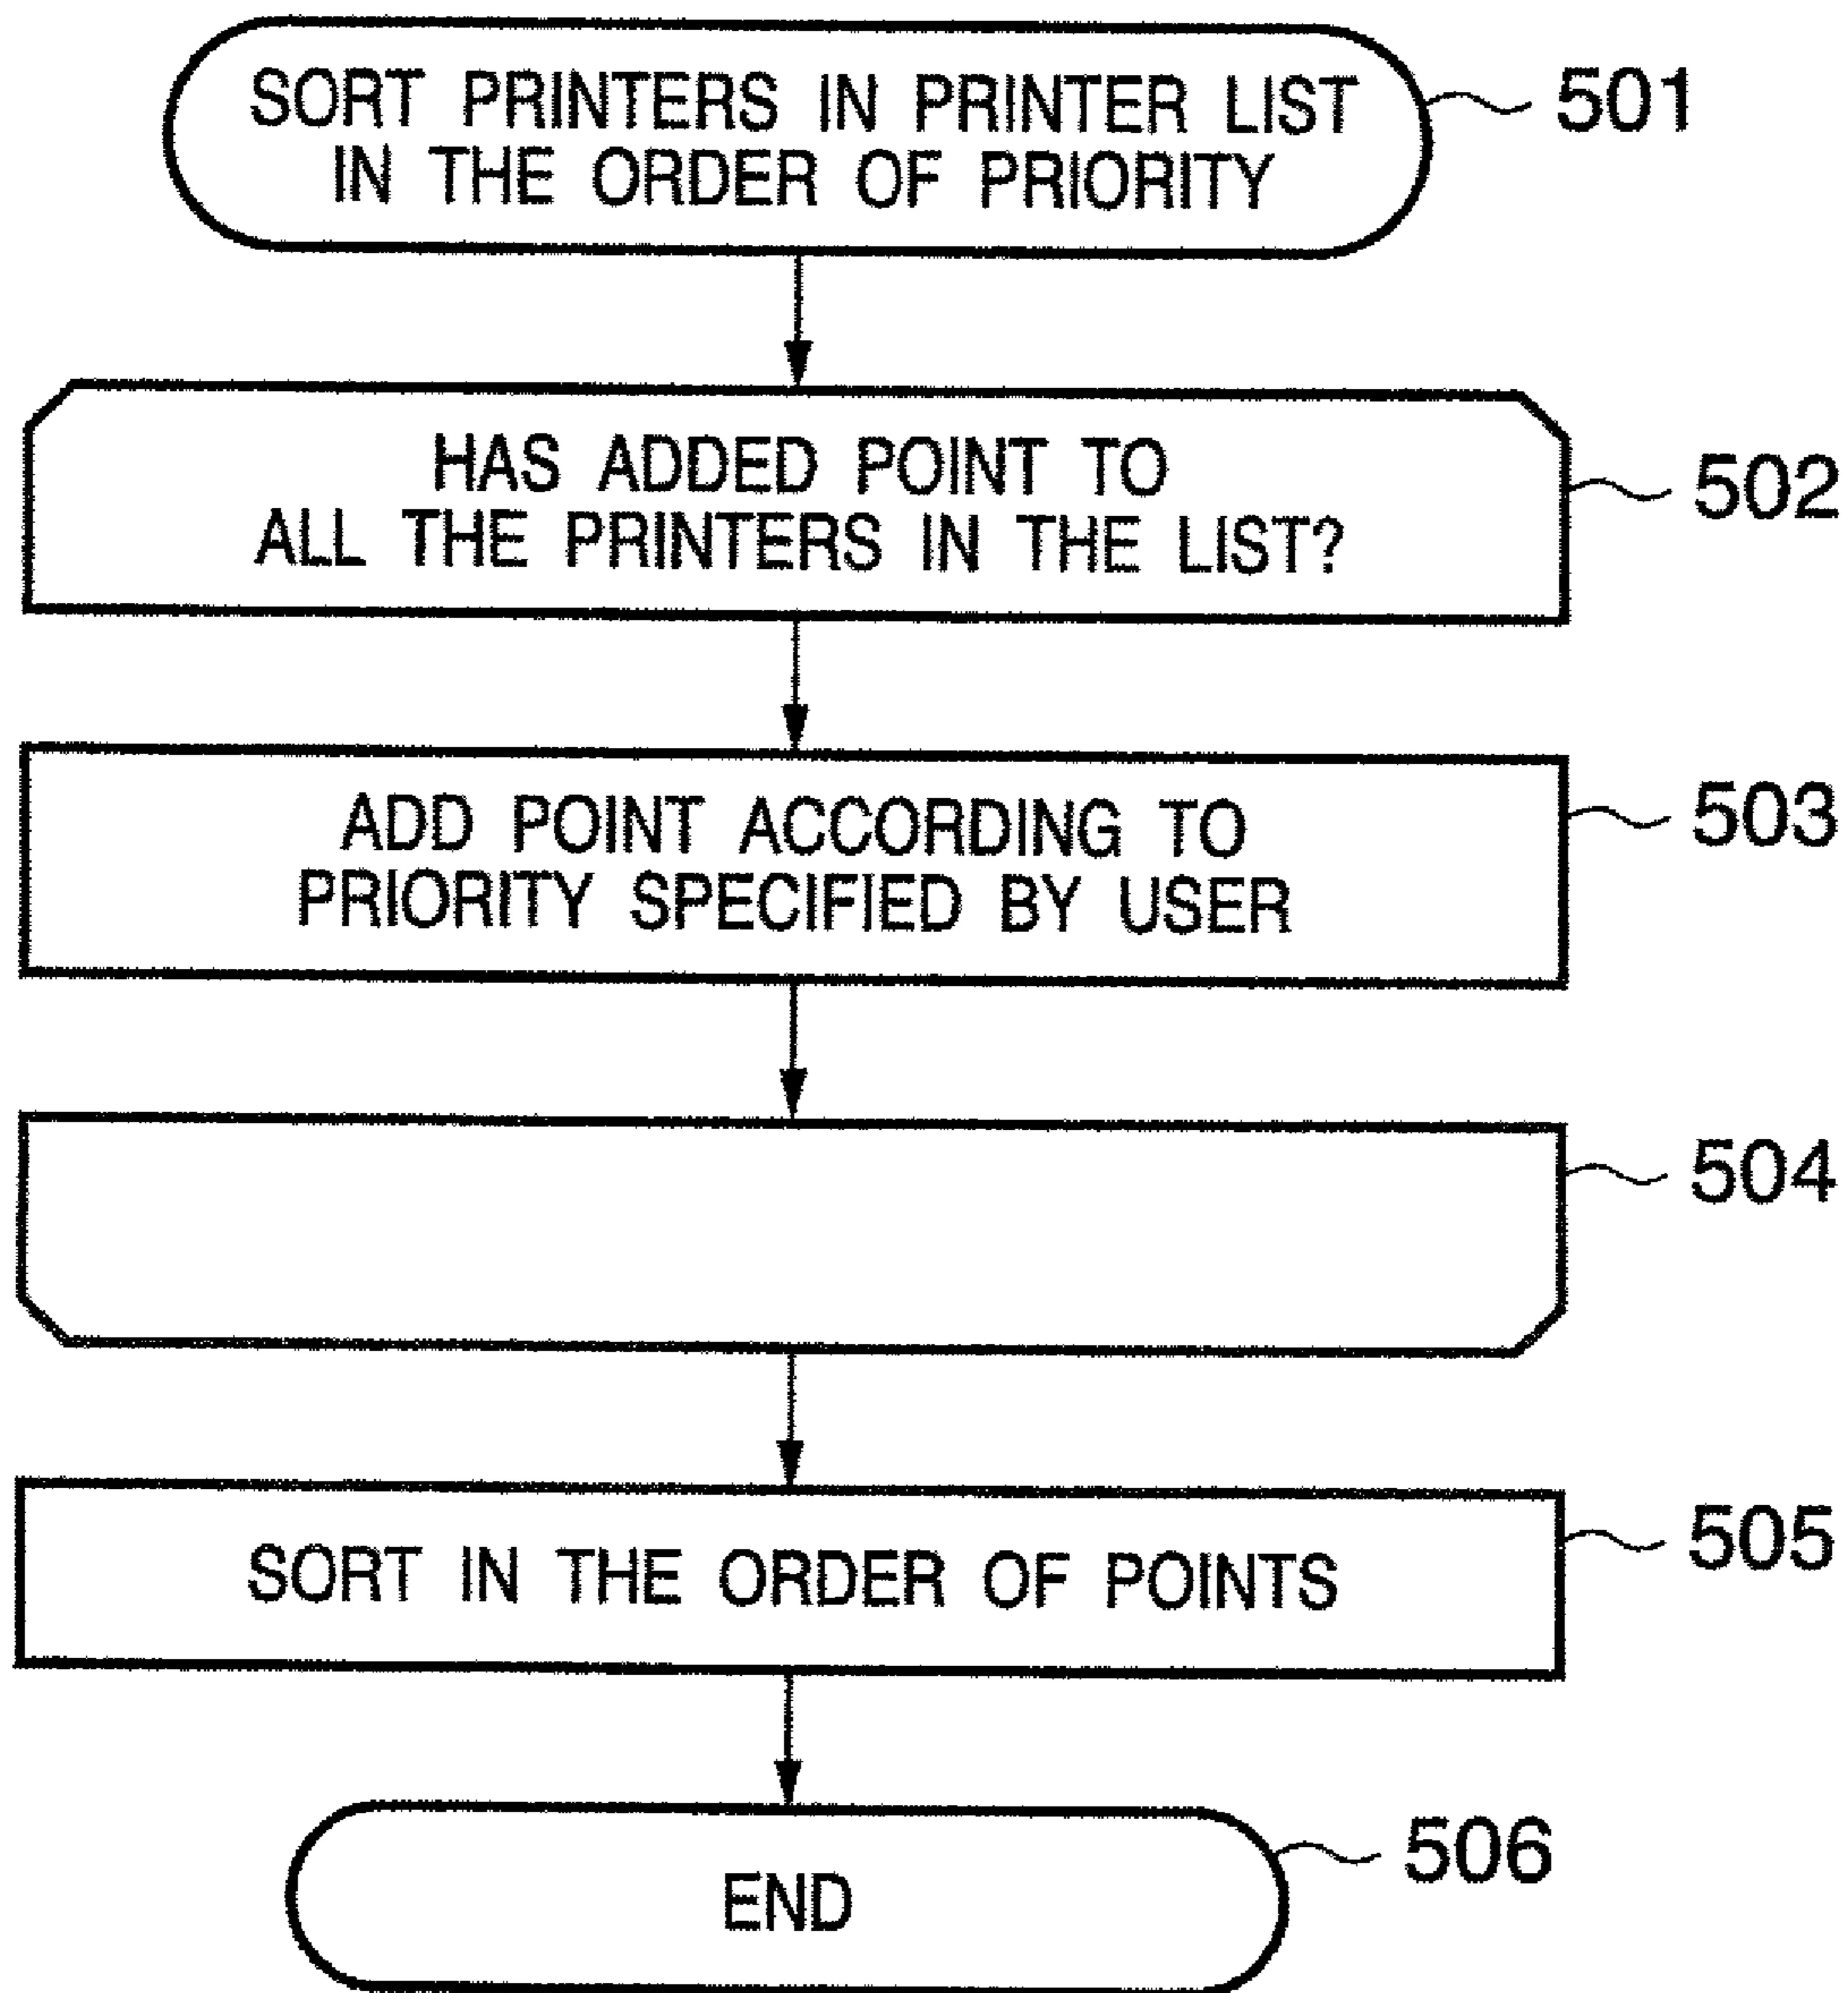 SORT PRINTERS IN PRINTER LIST
IN THE ORDER OF PRIORITY
501
HAS ADDED POINT TO
ALL THE PRINTERS IN THE LIST?
502
ADD POINT ACCORDING TO
PRIORITY SPECIFIED BY USER
503
504
SORT IN THE ORDER OF POINTS
505
END
506